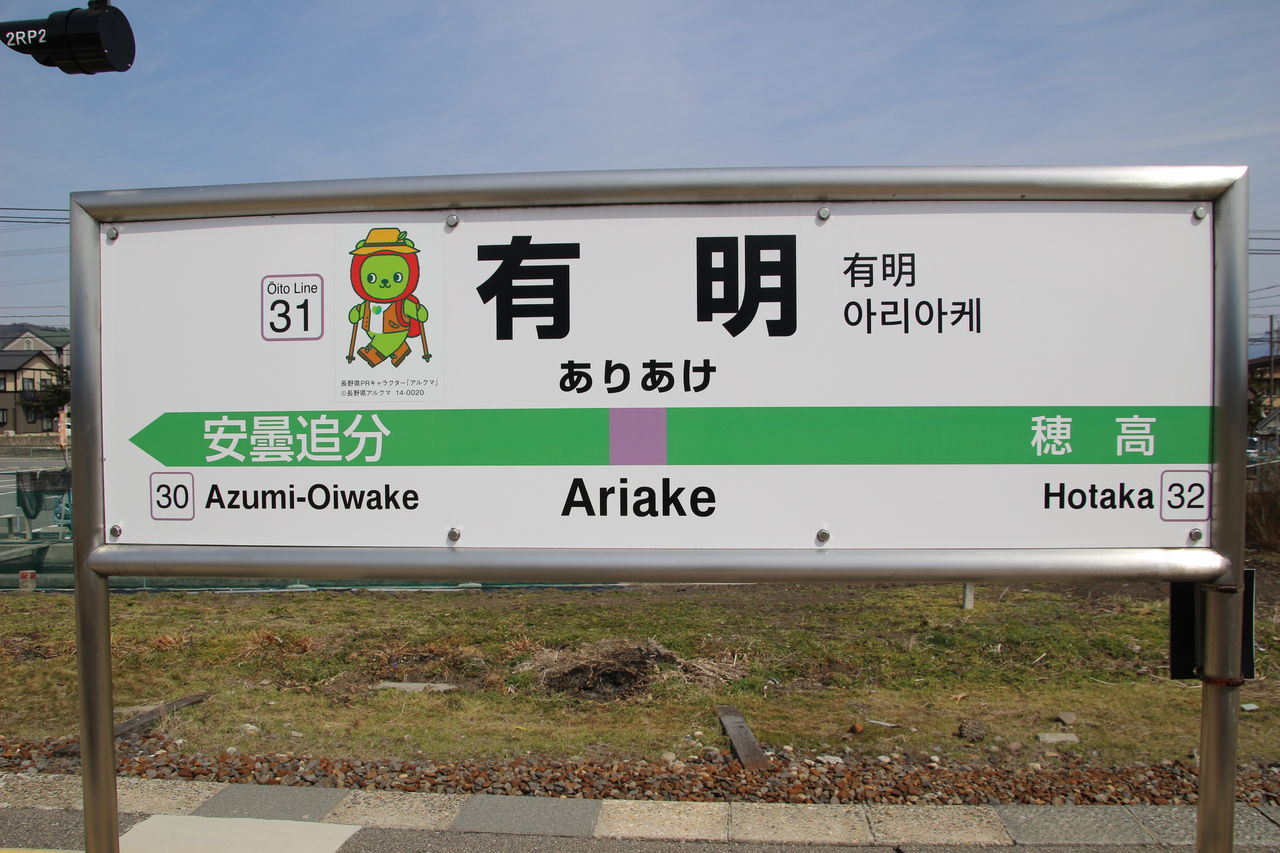 2RP2
Ōito Line
31
長野県PRキャラクター「アルクマ」
©長野県アルクマ 14-0020
有明
ありあけ
有明
아리아케
安曇追分
穂高
30 Azumi-Oiwake
Ariake
Hotaka 32